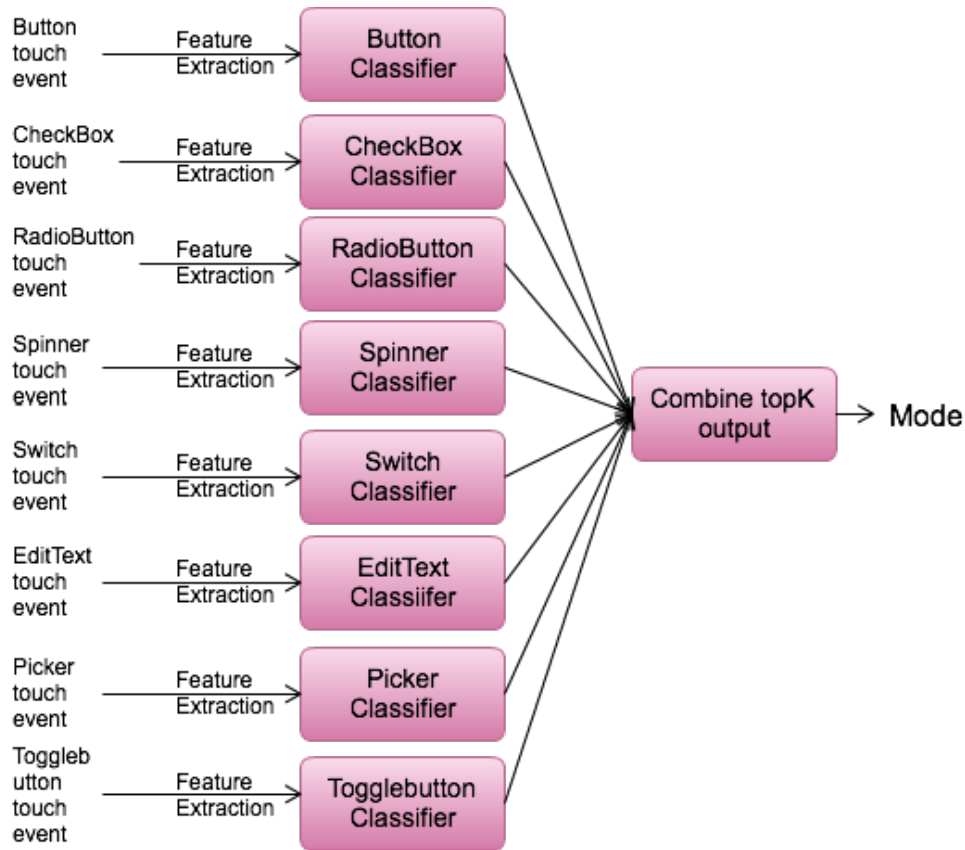 Button
touch
event
Feature
Extraction
Button
Classifier
CheckBox
touch
event
Feature
Extraction
CheckBox
Classifier
RadioButton
touch
event
Feature
Extraction
RadioButton
Classifier
Spinner
touch
event
Feature
Extraction
Spinner
Classifier
Switch
touch
event
Feature
Extraction
Switch
Classifier
EditText
touch
event
Feature
Extraction
EditText
Classiifer
Picker
touch
event
Feature
Extraction
Picker
Classifier
Toggleb
utton
touch
event
Feature
Extraction
Togglebutton
Classifier
Combine topK
output
Mode